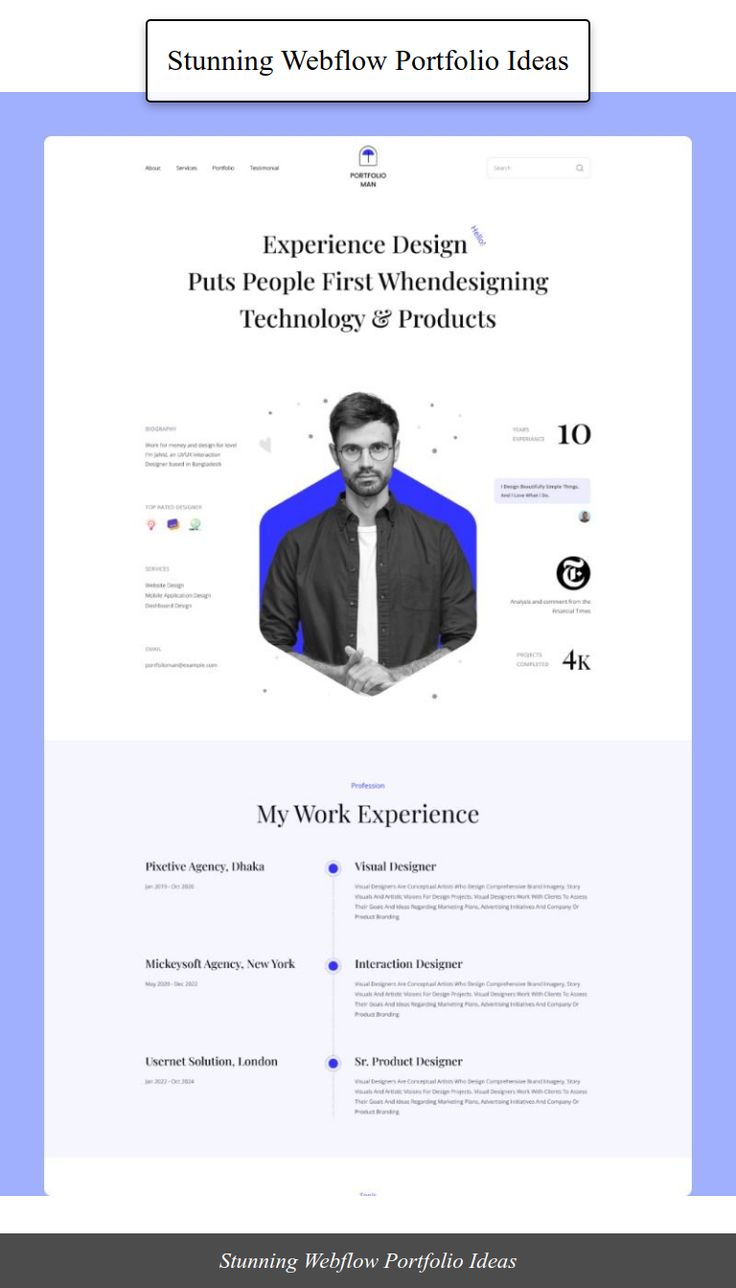 Stunning Webflow Portfolio Ideas
About Services Portfolio Testimonial
PORTFOLIO
MAN
Search
Hello!
Experience Design
Puts People First Whendesigning
Technology & Products
BIOGRAPHY
Work for money and design for love!
I'm Jahid, an UI/UX Interaction
Designer based in Bangladesh
TOP RATED DESIGNER
SERVICES
Website Design
Mobile Application Design
Dashboard Design
EMAIL
portfolioman@example.com
YEARS
EXPERIANCE
10
I Design Beautifully Simple Things,
And I Love What I Do.
Analysis and comment from the
Financial Times
PROJECTS
COMPLETED
4K
Profession
My Work Experience
Pixetive Agency, Dhaka
Jan 2019 - Oct 2020
Visual Designer
Visual Designers Are Conceptual Artists Who Design Comprehensive Brand Imagery, Story
Visuals And Artistic Visions For Design Projects. Visual Designers Work With Clients To Assess
Their Goals And Ideas Regarding Marketing Plans, Advertising Initiatives And Company Or
Product Branding
Mickeysoft Agency, New York
May 2020 - Dec 2022
Interaction Designer
Visual Designers Are Conceptual Artists Who Design Comprehensive Brand Imagery, Story
Visuals And Artistic Visions For Design Projects. Visual Designers Work With Clients To Assess
Their Goals And Ideas Regarding Marketing Plans, Advertising Initiatives And Company Or
Product Branding
Usernet Solution, London
Jan 2022 - Oct 2024
Sr. Product Designer
Visual Designers Are Conceptual Artists Who Design Comprehensive Brand Imagery, Story
Visuals And Artistic Visions For Design Projects. Visual Designers Work With Clients To Assess
Their Goals And Ideas Regarding Marketing Plans, Advertising Initiatives And Company Or
Product Branding
Stunning Webflow Portfolio Ideas